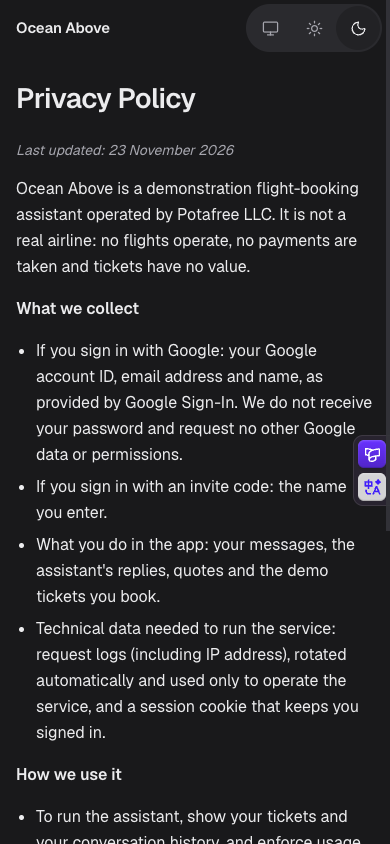 Ocean Above
Privacy Policy
Last updated: 23 November 2026
Ocean Above is a demonstration flight-booking
assistant operated by Potafree LLC. It is not a
real airline: no flights operate, no payments are
taken and tickets have no value.
What we collect
• If you sign in with Google: your Google
account ID, email address and name, as
provided by Google Sign-In. We do not receive
your password and request no other Google
data or permissions.
• If you sign in with an invite code: the name
you enter.
• What you do in the app: your messages, the
assistant's replies, quotes and the demo
tickets you book.
• Technical data needed to run the service:
request logs (including IP address), rotated
automatically and used only to operate the
service, and a session cookie that keeps you
signed in.
How we use it
• To run the assistant, show your tickets and
your conversation history, and enforce usage